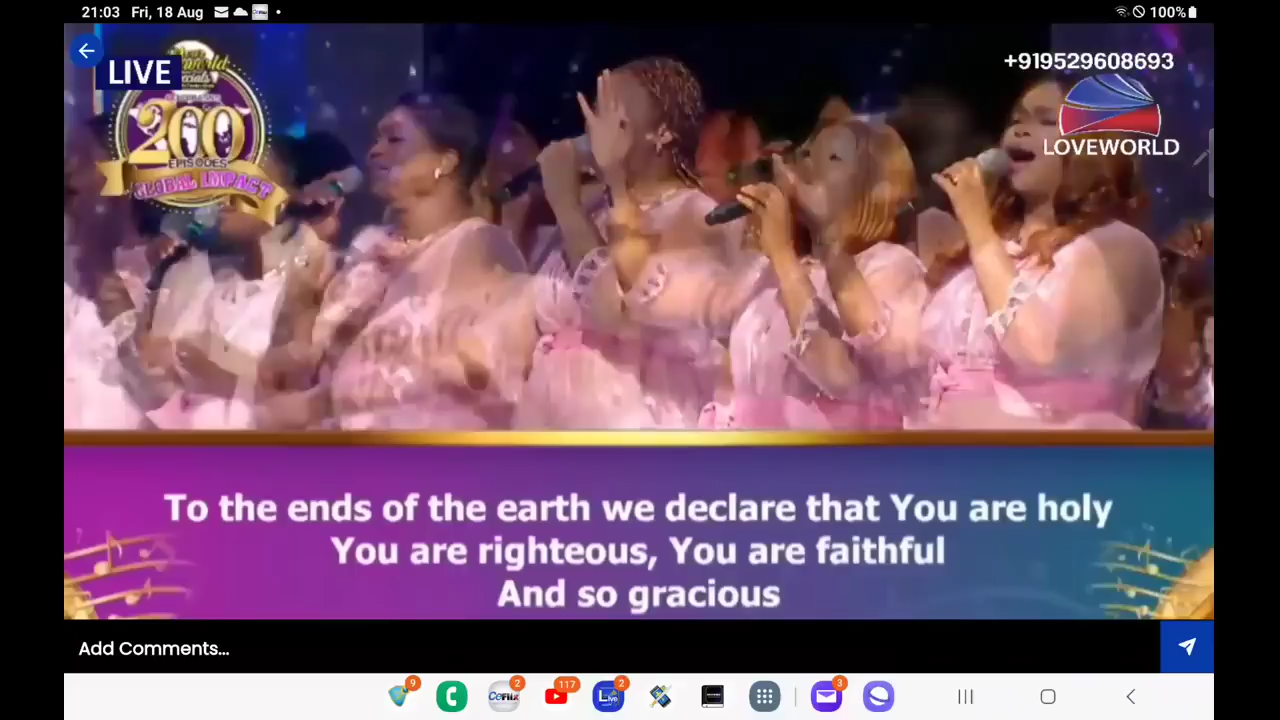 21:03 Fri, 18 Aug
100%
LIVE
200
EPISODES
GLOBAL IMPACT
+919529608693
LOVEWORLD
To the ends of the earth we declare that You are holy
You are righteous, You are faithful
And so gracious
Add Comments...
9
2
117
2
3